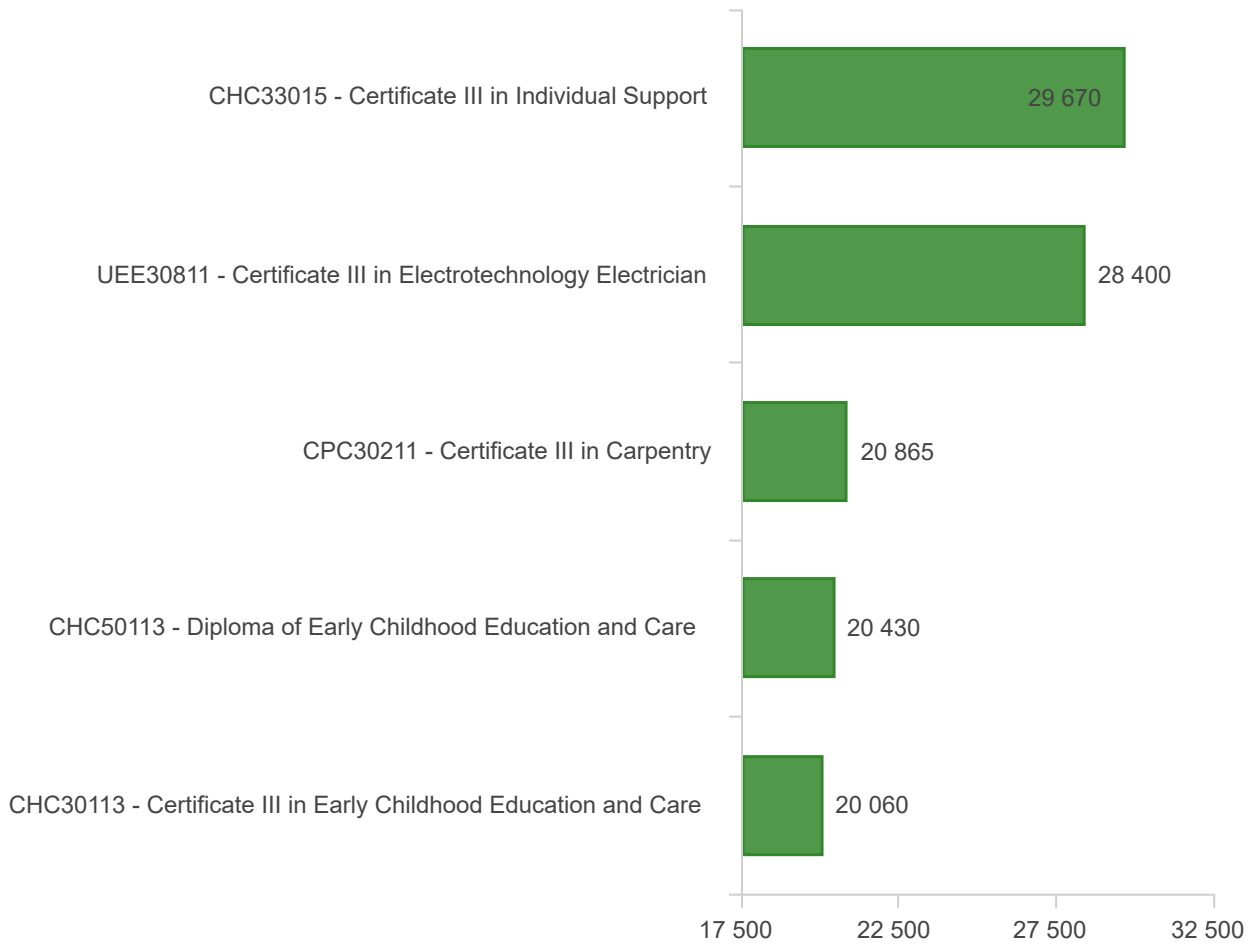 CHC33015 - Certificate III in Individual Support
29 670
UEE30811 - Certificate III in Electrotechnology Electrician
28 400
CPC30211 - Certificate III in Carpentry
20 865
CHC50113 - Diploma of Early Childhood Education and Care
20 430
CHC30113 - Certificate III in Early Childhood Education and Care
20 060
17 500 22 500 27 500 32 500